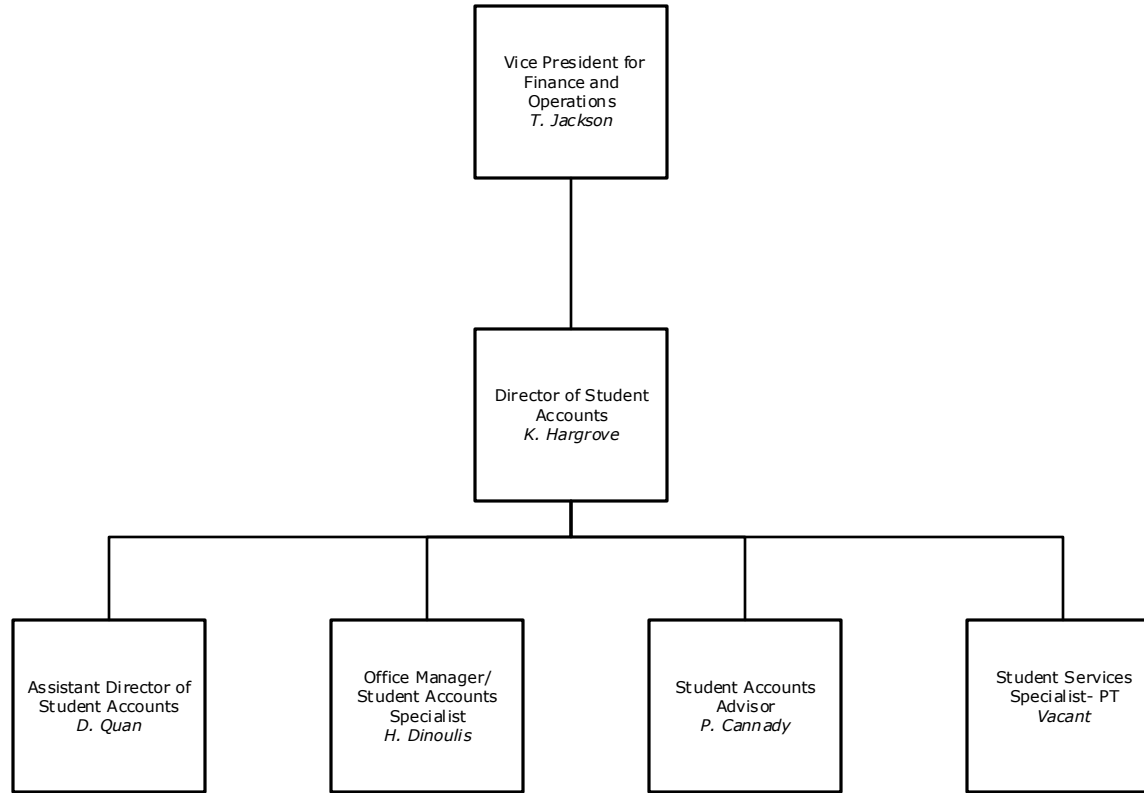 Vice President for
Finance and
Operations
T. Jackson
Director of Student
Accounts
K. Hargrove
Assistant Director of
Student Accounts
D. Quan
Office Manager/
Student Accounts
Specialist
H. Dinoulis
Student Accounts
Advisor
P. Cannady
Student Services
Specialist- PT
Vacant